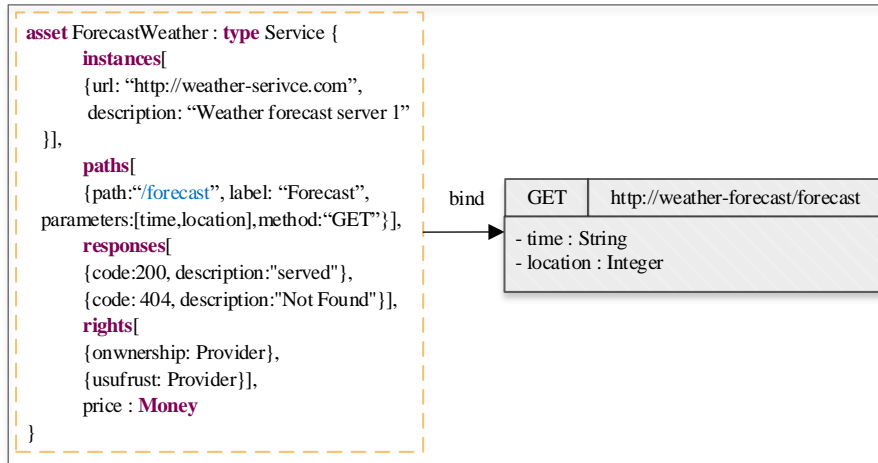 asset ForecastWeather : type Service {
instances[
{url: “http://weather-serivce.com”,
description: “Weather forecast server 1”
}],
paths[
{path:“/forecast”, label: “Forecast”,
parameters:[time,location],method:“GET”}],
responses[
{code:200, description:"served"},
{code: 404, description:"Not Found"}],
rights[
{onwnership: Provider},
{usufrust: Provider}],
price : Money
}
bind
GET http://weather-forecast/forecast
- time : String
- location : Integer